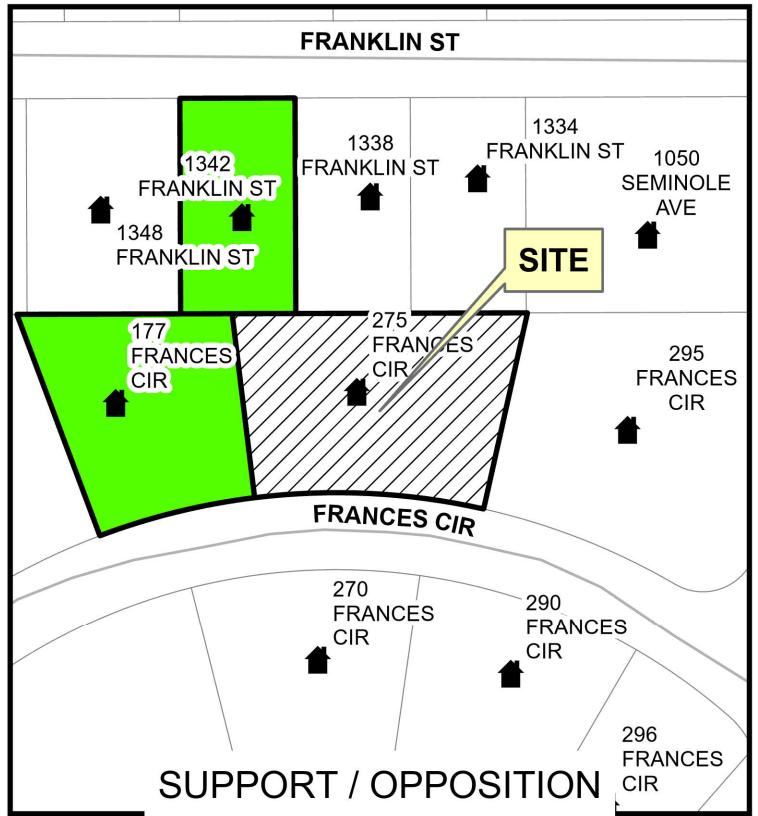 FRANKLIN ST
1342
FRANKLIN ST
1338
FRANKLIN ST
1334
FRANKLIN ST
1050
SEMINOLE
AVE
1348
FRANKLIN ST
SITE
177
FRANCES
CIR
275
FRANCES
CIR
295
FRANCES
CIR
FRANCES CIR
270
FRANCES
CIR
290
FRANCES
CIR
296
FRANCES
CIR
SUPPORT / OPPOSITION